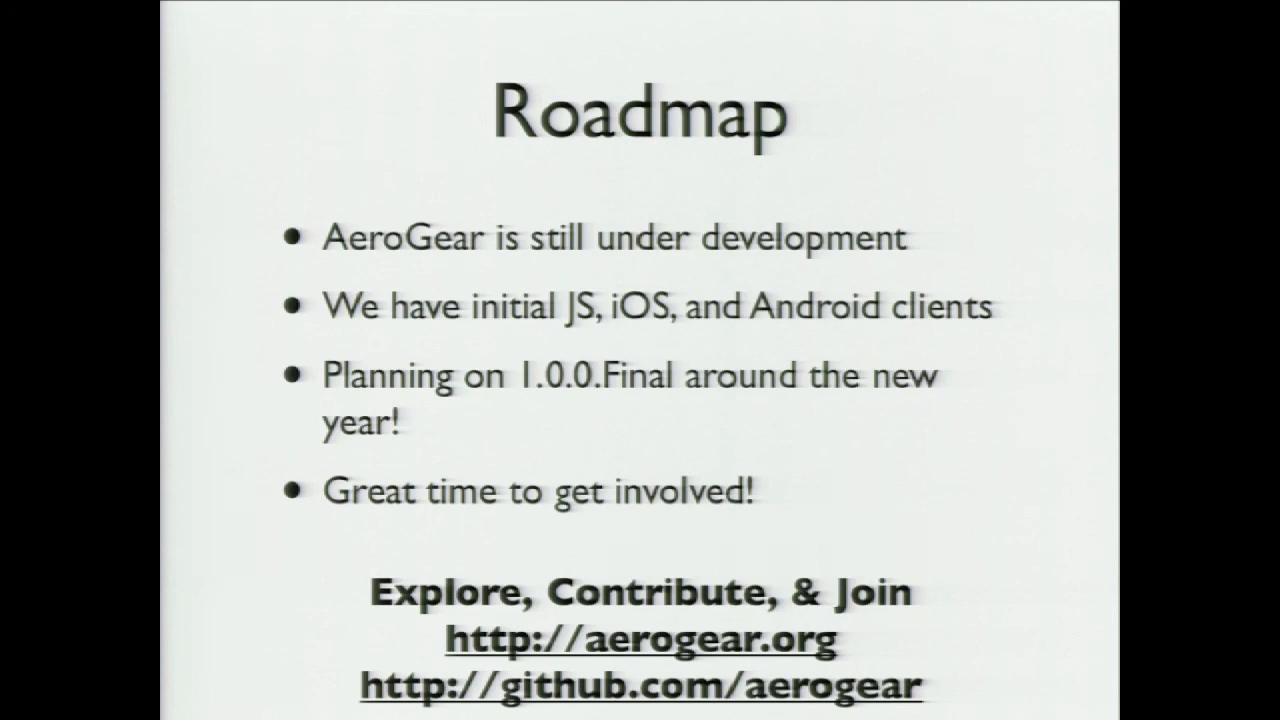 Roadmap
• AeroGear is still under development
• We have initial JS, iOS, and Android clients
• Planning on 1.0.0.Final around the new
year!
• Great time to get involved!
Explore, Contribute, & Join
http://aerogear.org
http://github.com/aerogear